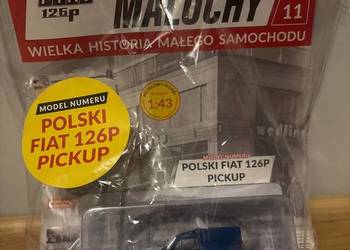 126p
MALUCHY
11
WIELKA HISTORIA MAŁEGO SAMOCHODU
1:43
MODEL NUMERU
POLSKI
FIAT 126P
PICKUP
MODEL NUMERU
POLSKI FIAT 126P
PICKUP